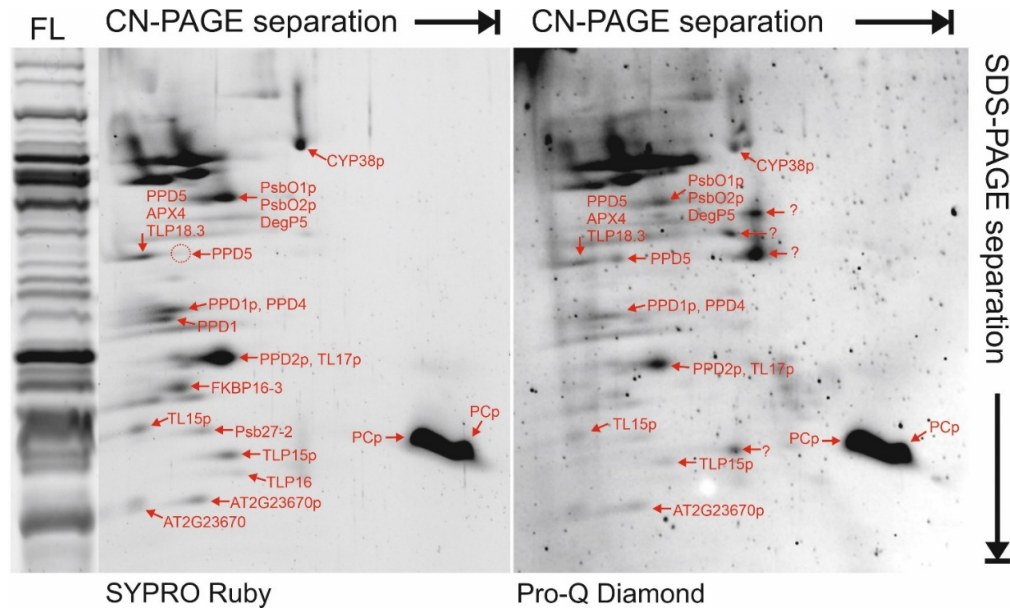 FL
CN-PAGE separation
CN-PAGE separation
SDS-PAGE separation
CYP38p
PPD5
APX4
TLP18.3
PsbO1p
PsbO2p
DegP5
PPD5
PPD1p, PPD4
PPD1
PPD2p, TL17p
FKBP16-3
TL15p
Psb27-2
TLP15p
TLP16
AT2G23670p
AT2G23670
PCp
PCp
CYP38p
PPD5
APX4
TLP18.3
PsbO1p
PsbO2p
DegP5
?
?
?
PPD5
PPD1p, PPD4
PPD2p, TL17p
TL15p
?
TLP15p
AT2G23670p
PCp
PCp
SYPRO Ruby
Pro-Q Diamond